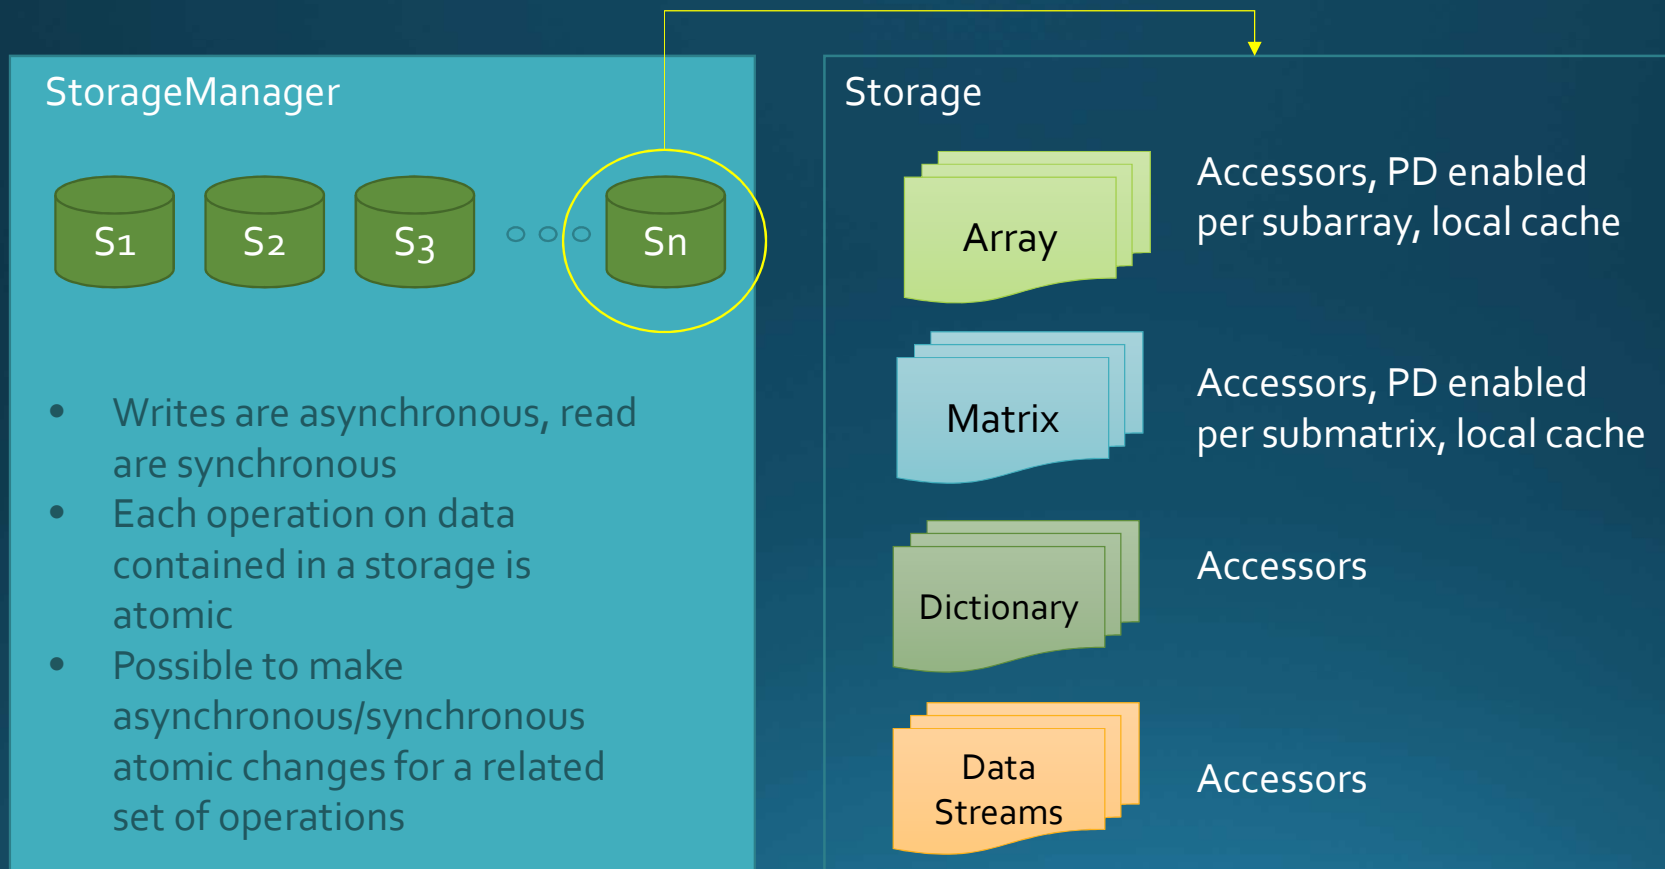 StorageManager
S1 S2 S3 Sn
• Writes are asynchronous, read
are synchronous
• Each operation on data
contained in a storage is
atomic
• Possible to make
asynchronous/synchronous
atomic changes for a related
set of operations
Storage
Array
Accessors, PD enabled
per subarray, local cache
Matrix
Accessors, PD enabled
per submatrix, local cache
Dictionary
Accessors
Data
Streams
Accessors